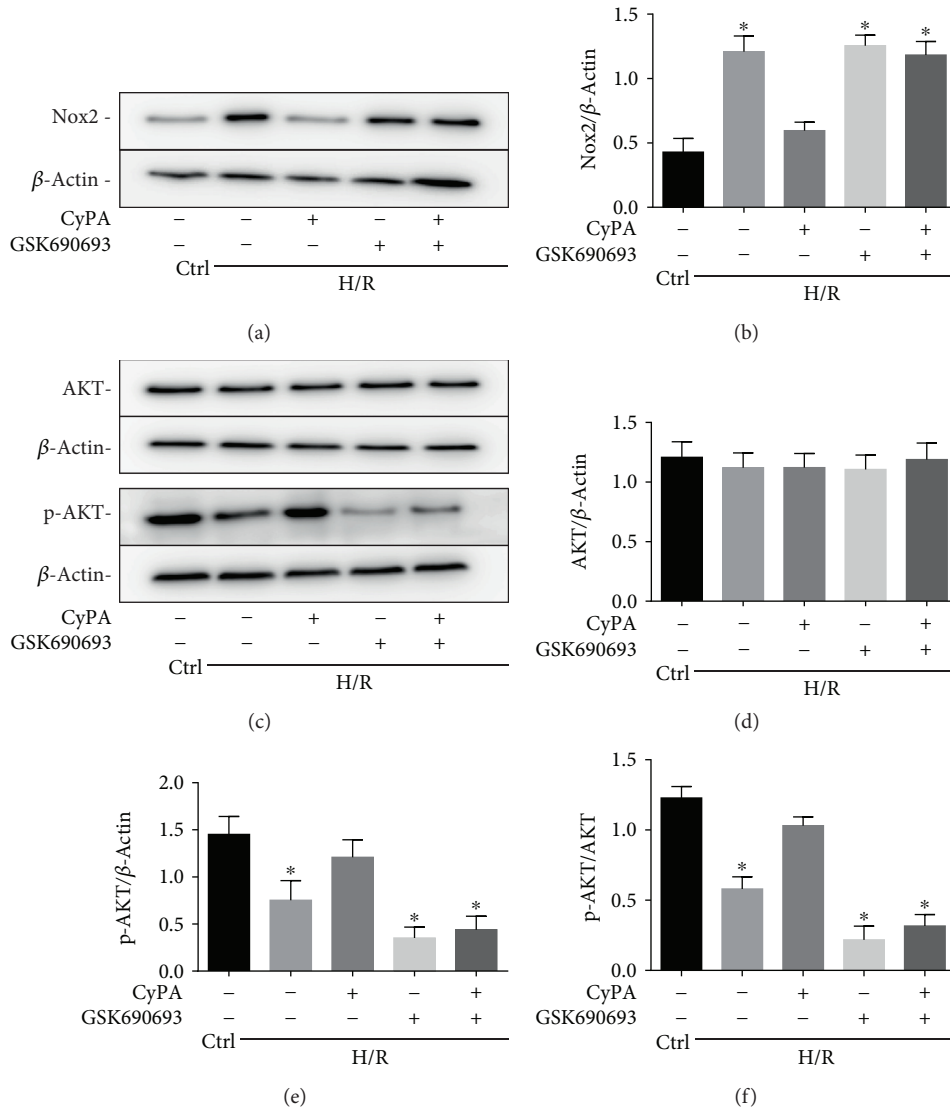 Nox2 -
β-Actin -
CyPA − − + − +
GSK690693 − − − + +
Ctrl
H/R
(a)
Nox2/β-Actin
1.5
1.0
0.5
0.0
* * *
CyPA − − + − +
GSK690693 − − − + +
Ctrl
H/R
(b)
AKT-
β-Actin-
p-AKT-
β-Actin-
CyPA − − + − +
GSK690693 − − − + +
Ctrl
H/R
(c)
AKT/β-Actin
1.5
1.0
0.5
0.0
CyPA − − + − +
GSK690693 − − − + +
Ctrl
H/R
(d)
p-AKT/β-Actin
2.0
1.5
1.0
0.5
0.0
* * *
CyPA − − + − +
GSK690693 − − − + +
Ctrl
H/R
(e)
p-AKT/AKT
1.5
1.0
0.5
0.0
* * *
CyPA − − + − +
GSK690693 − − − + +
Ctrl
H/R
(f)